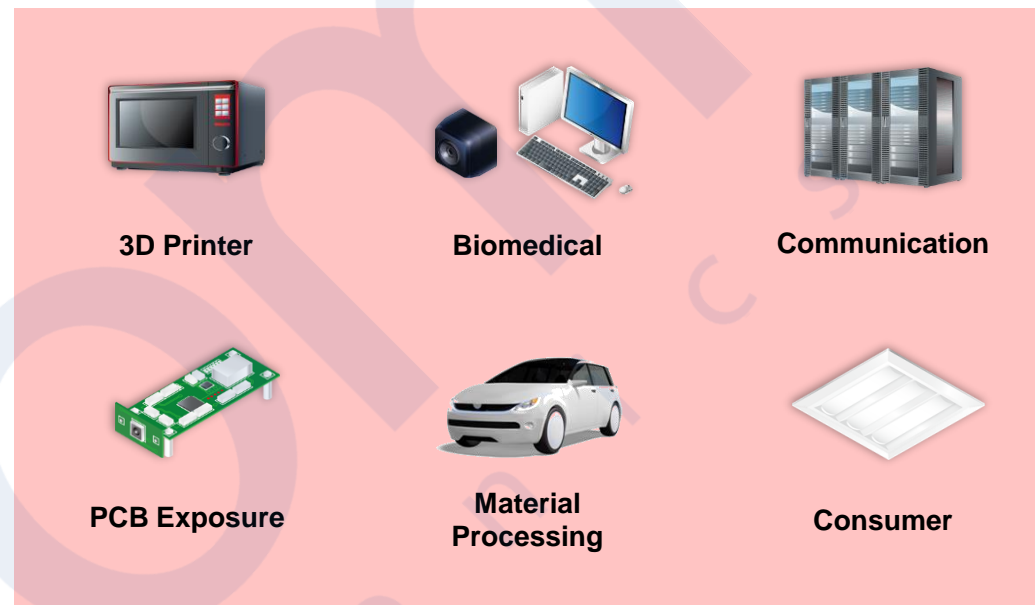 3D Printer
Biomedical
Communication
PCB Exposure
Material
Processing
Consumer